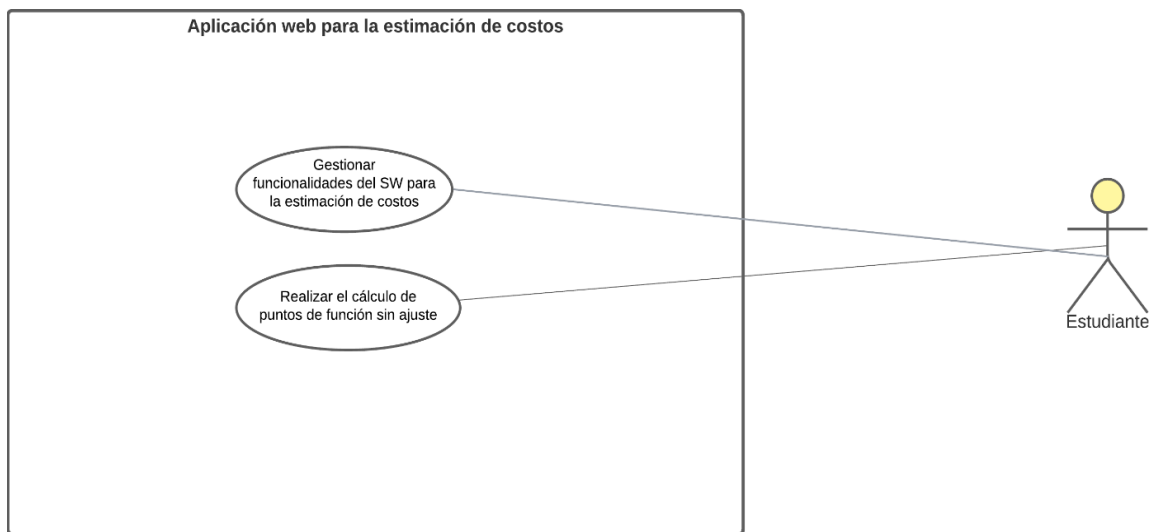 Aplicación web para la estimación de costos
Gestionar
funcionalidades del SW para
la estimación de costos
Realizar el cálculo de
puntos de función sin ajuste
Estudiante